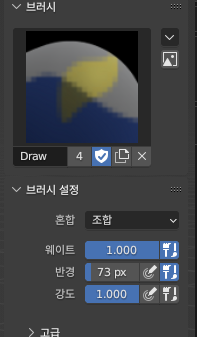 브러시
Draw 4
브러시 설정
혼합 조합
웨이트 1.000
반경 73 px
강도 1.000
고급